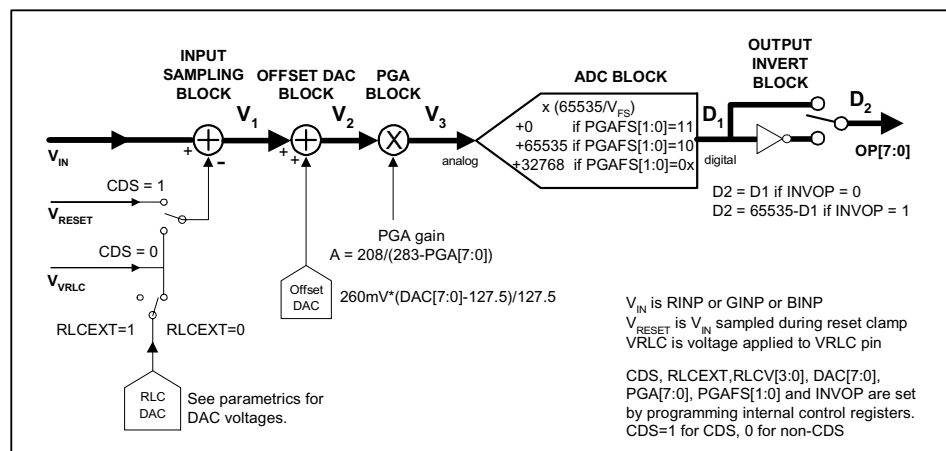 INPUT
SAMPLING
BLOCK
OFFSET DAC
BLOCK
PGA
BLOCK
ADC BLOCK
OUTPUT
INVERT
BLOCK
V1
V2
V3
x (65535/VFS)
+0 if PGAFS[1:0]=11
+65535 if PGAFS[1:0]=10
+32768 if PGAFS[1:0]=0x
D1
D2
VIN
+
-
+
+
+
X
analog
digital
OP[7:0]
CDS = 1
VRESET
CDS = 0
VVRLC
RLCEXT=1
RLCEXT=0
RLC
DAC
See parametrics for
DAC voltages.
Offset
DAC
260mV*(DAC[7:0]-127.5)/127.5
PGA gain
A = 208/(283-PGA[7:0])
D2 = D1 if INVOP = 0
D2 = 65535-D1 if INVOP = 1
VIN is RINP or GINP or BINP
VRESET is VIN sampled during reset clamp
VRLC is voltage applied to VRLC pin
CDS, RLCEXT,RLCV[3:0], DAC[7:0],
PGA[7:0], PGAFS[1:0] and INVOP are set
by programming internal control registers.
CDS=1 for CDS, 0 for non-CDS